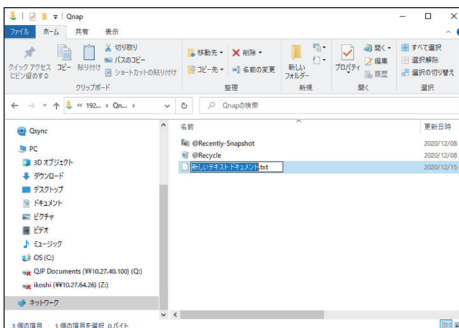 Qnap
ファイル ホーム 共有 表示
クイック アクセスにピン留めする
コピー
貼り付け
切り取り
パスのコピー
ショートカットの貼り付け
クリップボード
移動先
コピー先
削除
名前の変更
整理
新しいフォルダー
新規
プロパティ
開く
編集
履歴
開く
すべて選択
選択解除
選択の切り替え
選択
« 192... › Qn... ›
Qnapの検索
名前 更新日時
@Recently-Snapshot 2020/12/08
@Recycle 2020/12/08
新しいテキスト ドキュメント.txt 2020/12/15
Qsync
PC
3D オブジェクト
ダウンロード
デスクトップ
ドキュメント
ピクチャ
ビデオ
ミュージック
OS (C:)
QJP Documents (¥¥10.27.40.100) (Q:)
ikoshi (¥¥10.27.64.26) (Z:)
ネットワーク
3 個の項目 1 個の項目を選択 0 バイト